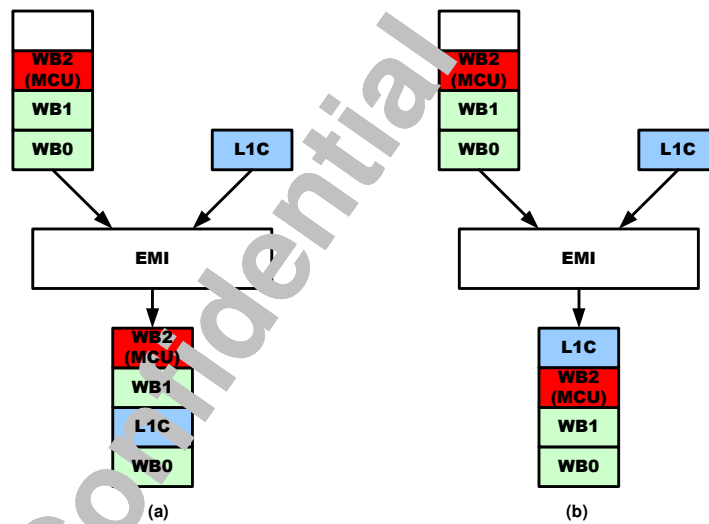 WB2
(MCU)
WB1
WB0
L1C
EMI
WB2
(MCU)
WB1
L1C
WB0
(a)
WB2
(MCU)
WB1
WB0
L1C
EMI
L1C
WB2
(MCU)
WB1
WB0
(b)
Confidential